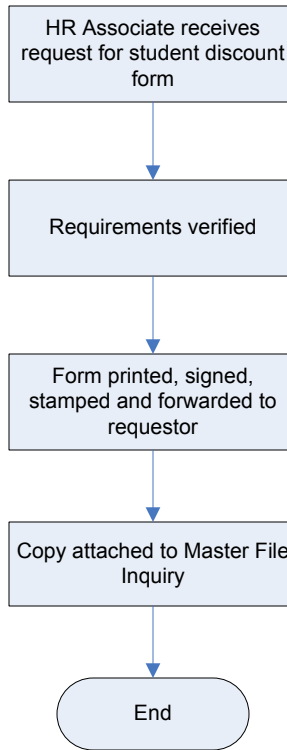 HR Associate receives
request for student discount
form
Requirements verified
Form printed, signed,
stamped and forwarded to
requestor
Copy attached to Master File
Inquiry
End